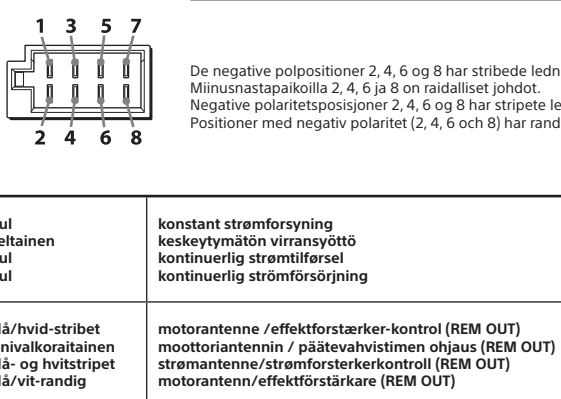 1 3 5 7
2 4 6 8
De negative polpositioner 2, 4, 6 og 8 har stribede
Miinusnastapaikoilla 2, 4, 6 ja 8 on raidalliset johdot.
Negative polaritetsposisjoner 2, 4, 6 og 8 har stripete
Positioner med negativ polaritet (2, 4, 6 och 8) har
konstant strømforsyning
keskeytymätön virransyöttö
kontinuerlig strømtilførsel
kontinuerlig strömförsörjning
motorantenne /effektforstærker-kontrol (REM OUT)
moottoriantennin / päätevahvistimen ohjaus (REM OUT)
strømantenne/strømforsterkerkontroll (REM OUT)
motorantenn/effektförstärkare (REM OUT)